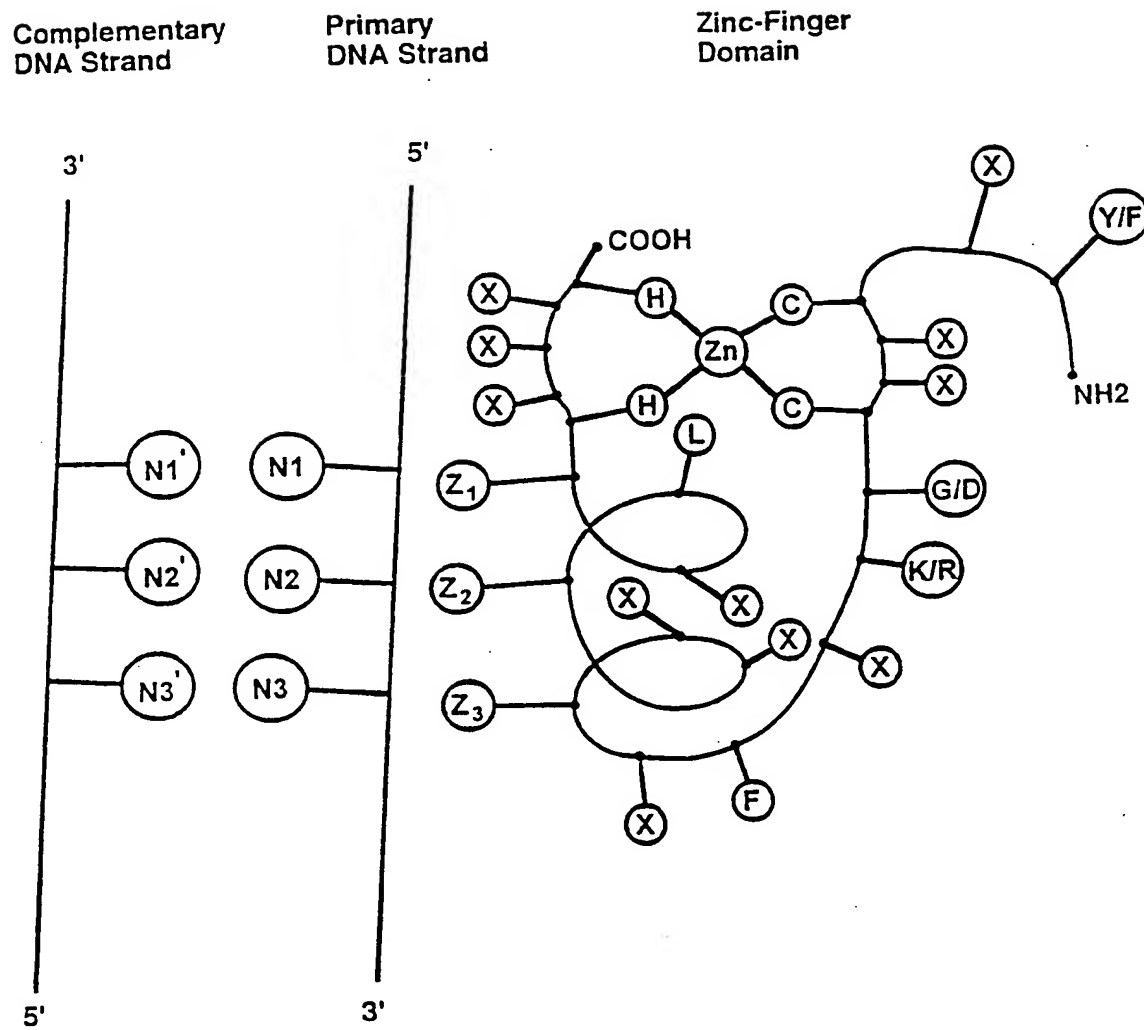 Complementary
DNA Strand
Primary
DNA Strand
Zinc-Finger
Domain
3'
5'
X
Y/F
COOH
X
H
C
X
Zn
X
X
X
H
C
NH2
L
N1'
N1
Z1
G/D
N2'
N2
Z2
X
X
K/R
X
X
N3'
N3
Z3
X
F
5'
3'